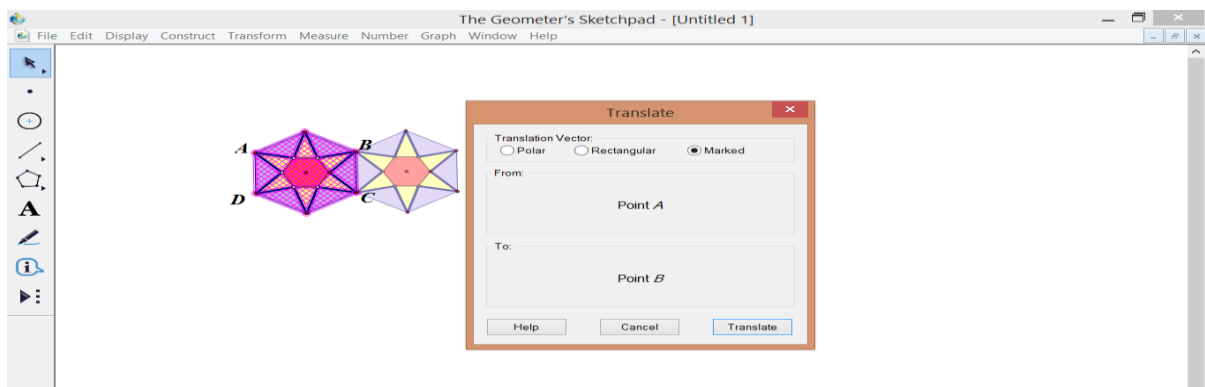 The Geometer's Sketchpad - [Untitled 1]
File Edit Display Construct Transform Measure Number Graph Window Help
A
Translate
Translation Vector:
Polar Rectangular Marked
From:
Point A
To:
Point B
Help Cancel Translate
A B
D C